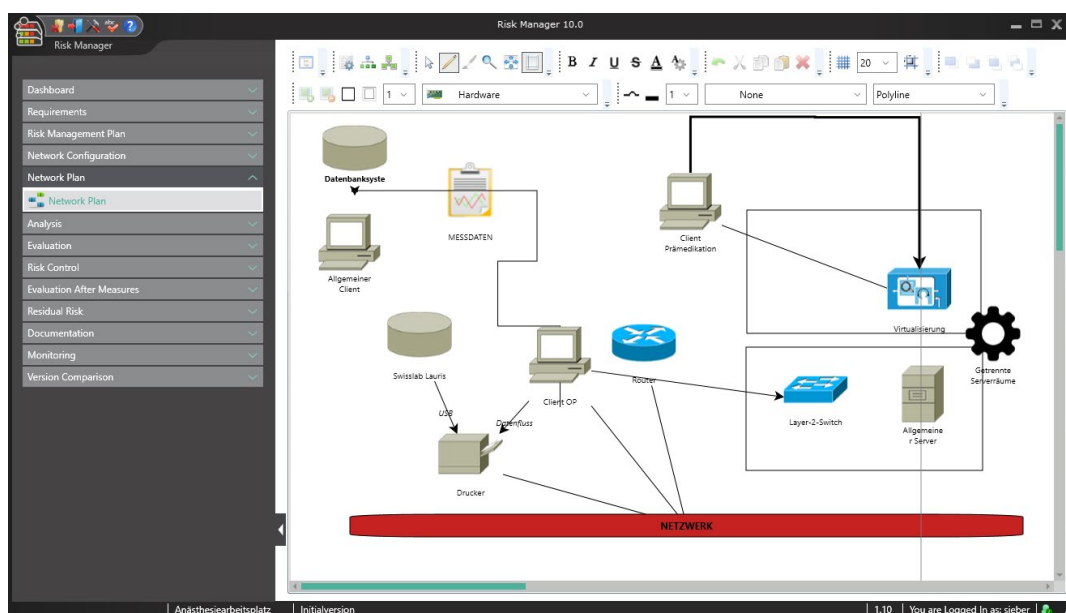 Risk Manager 10.0
Risk Manager
Dashboard
Requirements
Risk Management Plan
Network Configuration
Network Plan
Network Plan
Analysis
Evaluation
Risk Control
Evaluation After Measures
Residual Risk
Documentation
Monitoring
Version Comparison
B I U S A
20
1
Hardware
1
None
Polyline
Datenbanksyste
MESSDATEN
Allgemeiner
Client
Client
Prämedikation
Virtualisierung
Getrennte
Serverräume
Swisslab Lauris
Router
Client OP
USB
Datenfluss
Layer-2-Switch
Allgemeine
r Server
Drucker
NETZWERK
Anästhesiearbeitsplatz
Initialversion
1.10
You are Logged In as: sieber